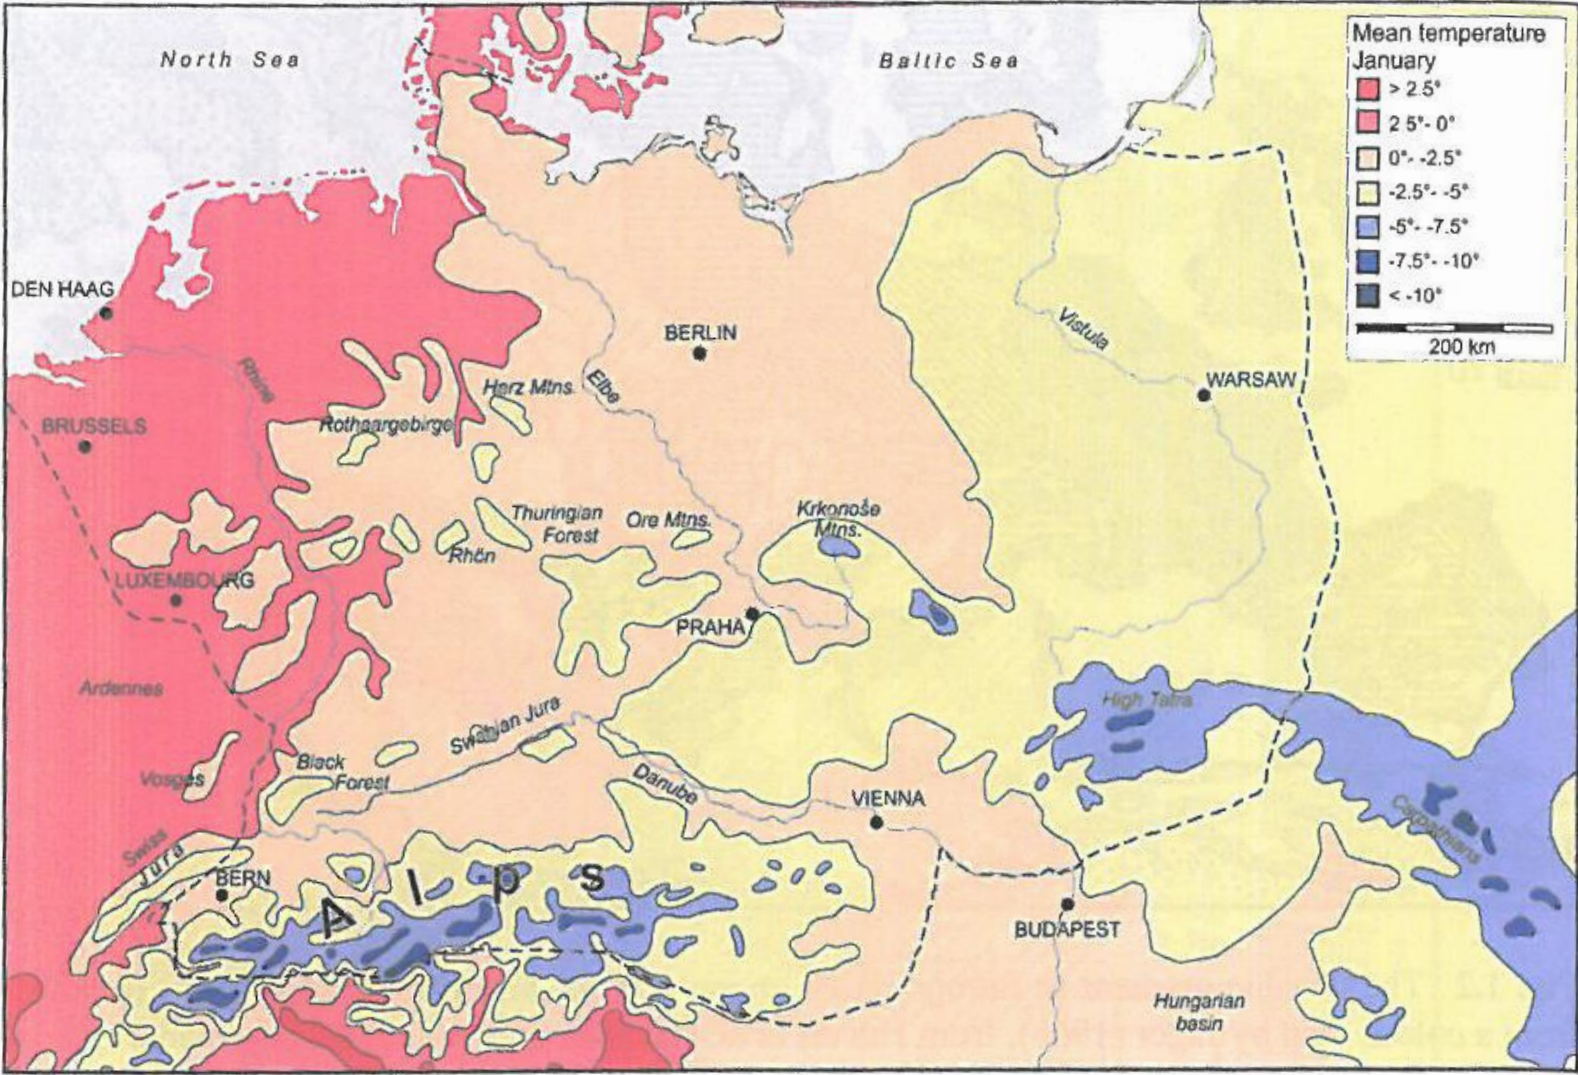 North Sea
Baltic Sea
Mean temperature
January
> 2.5°
2 5°- 0°
0°- -2.5°
-2.5°- -5°
-5°- -7.5°
-7.5°- -10°
< -10°
200 km
DEN HAAG
BERLIN
Vistula
WARSAW
Rhine
Harz Mtns.
Elbe
BRUSSELS
Rothaargebirge
Thuringian
Forest
Ore Mtns.
Krkonoše
Mtns.
Rhön
LUXEMBOURG
PRAHA
Ardennes
High Tatra
Swabian Jura
Vosges
Black
Forest
Danube
VIENNA
Carpathians
Swiss
Jura
BERN
Alps
BUDAPEST
Hungarian
basin